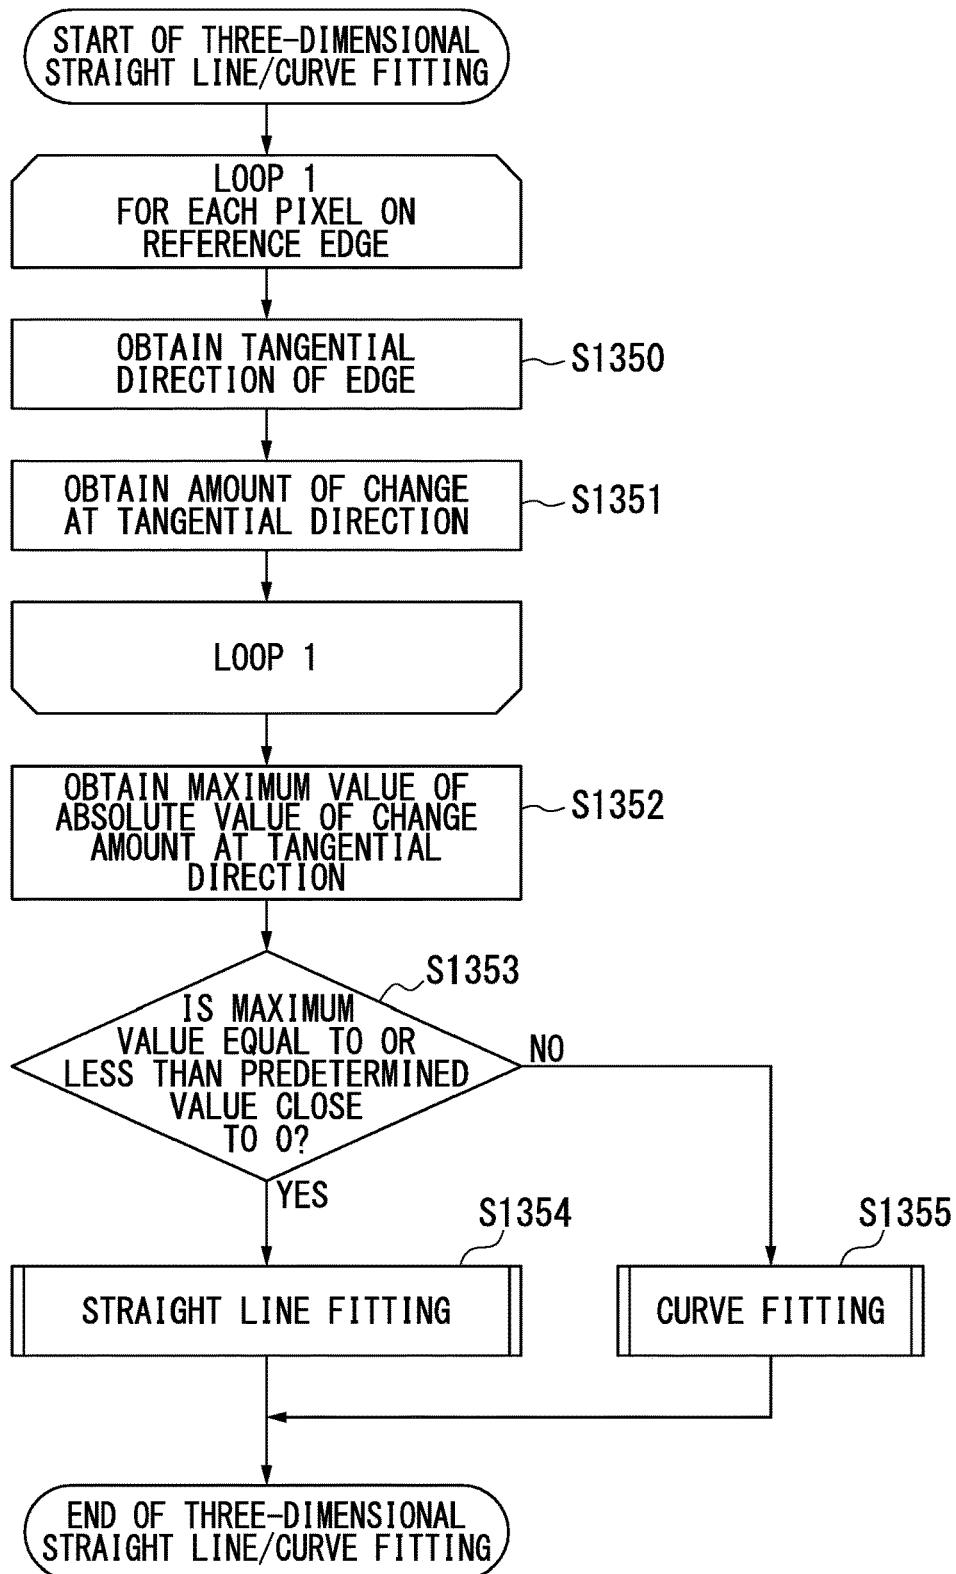 START OF THREE-DIMENSIONAL
STRAIGHT LINE/CURVE FITTING
LOOP 1
FOR EACH PIXEL ON
REFERENCE EDGE
OBTAIN TANGENTIAL
DIRECTION OF EDGE
S1350
OBTAIN AMOUNT OF CHANGE
AT TANGENTIAL DIRECTION
S1351
LOOP 1
OBTAIN MAXIMUM VALUE OF
ABSOLUTE VALUE OF CHANGE
AMOUNT AT TANGENTIAL
DIRECTION
S1352
S1353
IS MAXIMUM
VALUE EQUAL TO OR
LESS THAN PREDETERMINED
VALUE CLOSE
TO 0?
NO
YES
S1354
STRAIGHT LINE FITTING
S1355
CURVE FITTING
END OF THREE-DIMENSIONAL
STRAIGHT LINE/CURVE FITTING